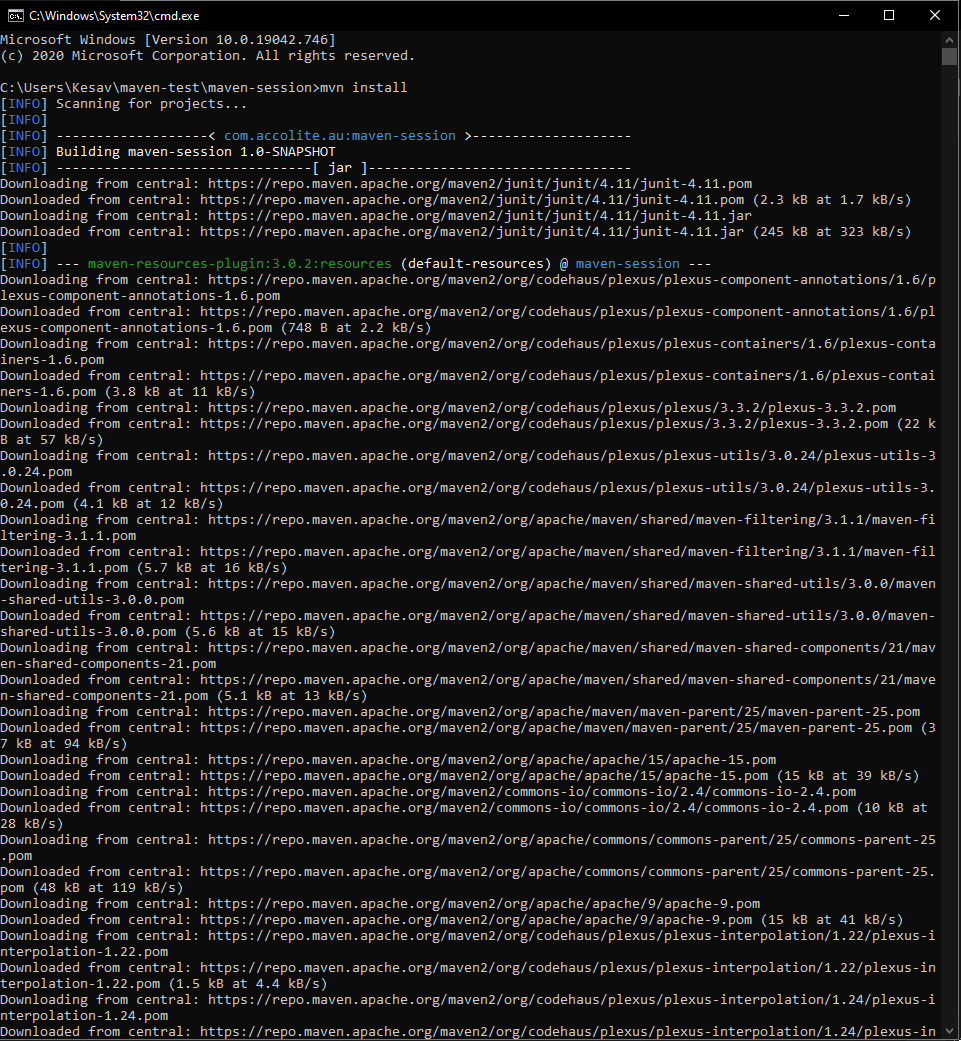 C:\Windows\System32\cmd.exe
Microsoft Windows [Version 10.0.19042.746]
(c) 2020 Microsoft Corporation. All rights reserved.
C:\Users\Kesav\maven-test\maven-session>mvn install
[INFO] Scanning for projects...
[INFO]
[INFO] -------------------< com.accolite.au:maven-session >--------------------
[INFO] Building maven-session 1.0-SNAPSHOT
[INFO] --------------------------------[ jar ]---------------------------------
Downloading from central: https://repo.maven.apache.org/maven2/junit/junit/4.11/junit-4.11.pom
Downloaded from central: https://repo.maven.apache.org/maven2/junit/junit/4.11/junit-4.11.pom (2.3 kB at 1.7 kB/s)
Downloading from central: https://repo.maven.apache.org/maven2/junit/junit/4.11/junit-4.11.jar
Downloaded from central: https://repo.maven.apache.org/maven2/junit/junit/4.11/junit-4.11.jar (245 kB at 323 kB/s)
[INFO]
[INFO] --- maven-resources-plugin:3.0.2:resources (default-resources) @ maven-session ---
Downloading from central: https://repo.maven.apache.org/maven2/org/codehaus/plexus/plexus-component-annotations/1.6/p
lexus-component-annotations-1.6.pom
Downloaded from central: https://repo.maven.apache.org/maven2/org/codehaus/plexus/plexus-component-annotations/1.6/pl
exus-component-annotations-1.6.pom (748 B at 2.2 kB/s)
Downloading from central: https://repo.maven.apache.org/maven2/org/codehaus/plexus/plexus-containers/1.6/plexus-conta
iners-1.6.pom
Downloaded from central: https://repo.maven.apache.org/maven2/org/codehaus/plexus/plexus-containers/1.6/plexus-contai
ners-1.6.pom (3.8 kB at 11 kB/s)
Downloading from central: https://repo.maven.apache.org/maven2/org/codehaus/plexus/plexus/3.3.2/plexus-3.3.2.pom
Downloaded from central: https://repo.maven.apache.org/maven2/org/codehaus/plexus/plexus/3.3.2/plexus-3.3.2.pom (22 k
B at 57 kB/s)
Downloading from central: https://repo.maven.apache.org/maven2/org/codehaus/plexus/plexus-utils/3.0.24/plexus-utils-3
.0.24.pom
Downloaded from central: https://repo.maven.apache.org/maven2/org/codehaus/plexus/plexus-utils/3.0.24/plexus-utils-3.
0.24.pom (4.1 kB at 12 kB/s)
Downloading from central: https://repo.maven.apache.org/maven2/org/apache/maven/shared/maven-filtering/3.1.1/maven-fi
ltering-3.1.1.pom
Downloaded from central: https://repo.maven.apache.org/maven2/org/apache/maven/shared/maven-filtering/3.1.1/maven-fil
tering-3.1.1.pom (5.7 kB at 16 kB/s)
Downloading from central: https://repo.maven.apache.org/maven2/org/apache/maven/shared/maven-shared-utils/3.0.0/maven
-shared-utils-3.0.0.pom
Downloaded from central: https://repo.maven.apache.org/maven2/org/apache/maven/shared/maven-shared-utils/3.0.0/maven-
shared-utils-3.0.0.pom (5.6 kB at 15 kB/s)
Downloading from central: https://repo.maven.apache.org/maven2/org/apache/maven/shared/maven-shared-components/21/mav
en-shared-components-21.pom
Downloaded from central: https://repo.maven.apache.org/maven2/org/apache/maven/shared/maven-shared-components/21/mave
n-shared-components-21.pom (5.1 kB at 13 kB/s)
Downloading from central: https://repo.maven.apache.org/maven2/org/apache/maven/maven-parent/25/maven-parent-25.pom
Downloaded from central: https://repo.maven.apache.org/maven2/org/apache/maven/maven-parent/25/maven-parent-25.pom (3
7 kB at 94 kB/s)
Downloading from central: https://repo.maven.apache.org/maven2/org/apache/apache/15/apache-15.pom
Downloaded from central: https://repo.maven.apache.org/maven2/org/apache/apache/15/apache-15.pom (15 kB at 39 kB/s)
Downloading from central: https://repo.maven.apache.org/maven2/commons-io/commons-io/2.4/commons-io-2.4.pom
Downloaded from central: https://repo.maven.apache.org/maven2/commons-io/commons-io/2.4/commons-io-2.4.pom (10 kB at
28 kB/s)
Downloading from central: https://repo.maven.apache.org/maven2/org/apache/commons/commons-parent/25/commons-parent-25
.pom
Downloaded from central: https://repo.maven.apache.org/maven2/org/apache/commons/commons-parent/25/commons-parent-25.
pom (48 kB at 119 kB/s)
Downloading from central: https://repo.maven.apache.org/maven2/org/apache/apache/9/apache-9.pom
Downloaded from central: https://repo.maven.apache.org/maven2/org/apache/apache/9/apache-9.pom (15 kB at 41 kB/s)
Downloading from central: https://repo.maven.apache.org/maven2/org/codehaus/plexus/plexus-interpolation/1.22/plexus-i
nterpolation-1.22.pom
Downloaded from central: https://repo.maven.apache.org/maven2/org/codehaus/plexus/plexus-interpolation/1.22/plexus-in
terpolation-1.22.pom (1.5 kB at 4.4 kB/s)
Downloading from central: https://repo.maven.apache.org/maven2/org/codehaus/plexus/plexus-interpolation/1.24/plexus-i
nterpolation-1.24.pom
Downloaded from central: https://repo.maven.apache.org/maven2/org/codehaus/plexus/plexus-interpolation/1.24/plexus-in